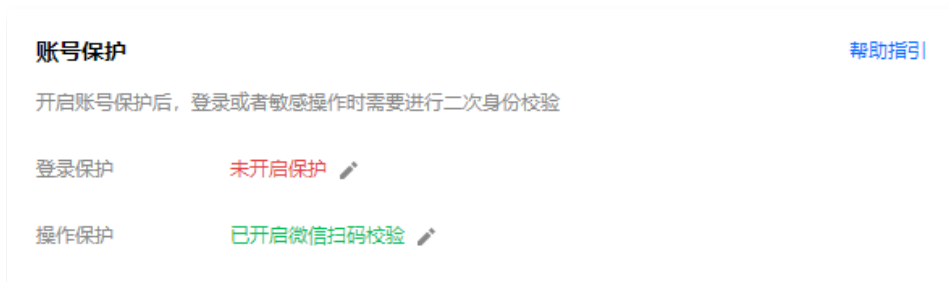 账号保护
帮助指引
开启账号保护后，登录或者敏感操作时需要进行二次身份校验
登录保护 未开启保护
操作保护 已开启微信扫码校验